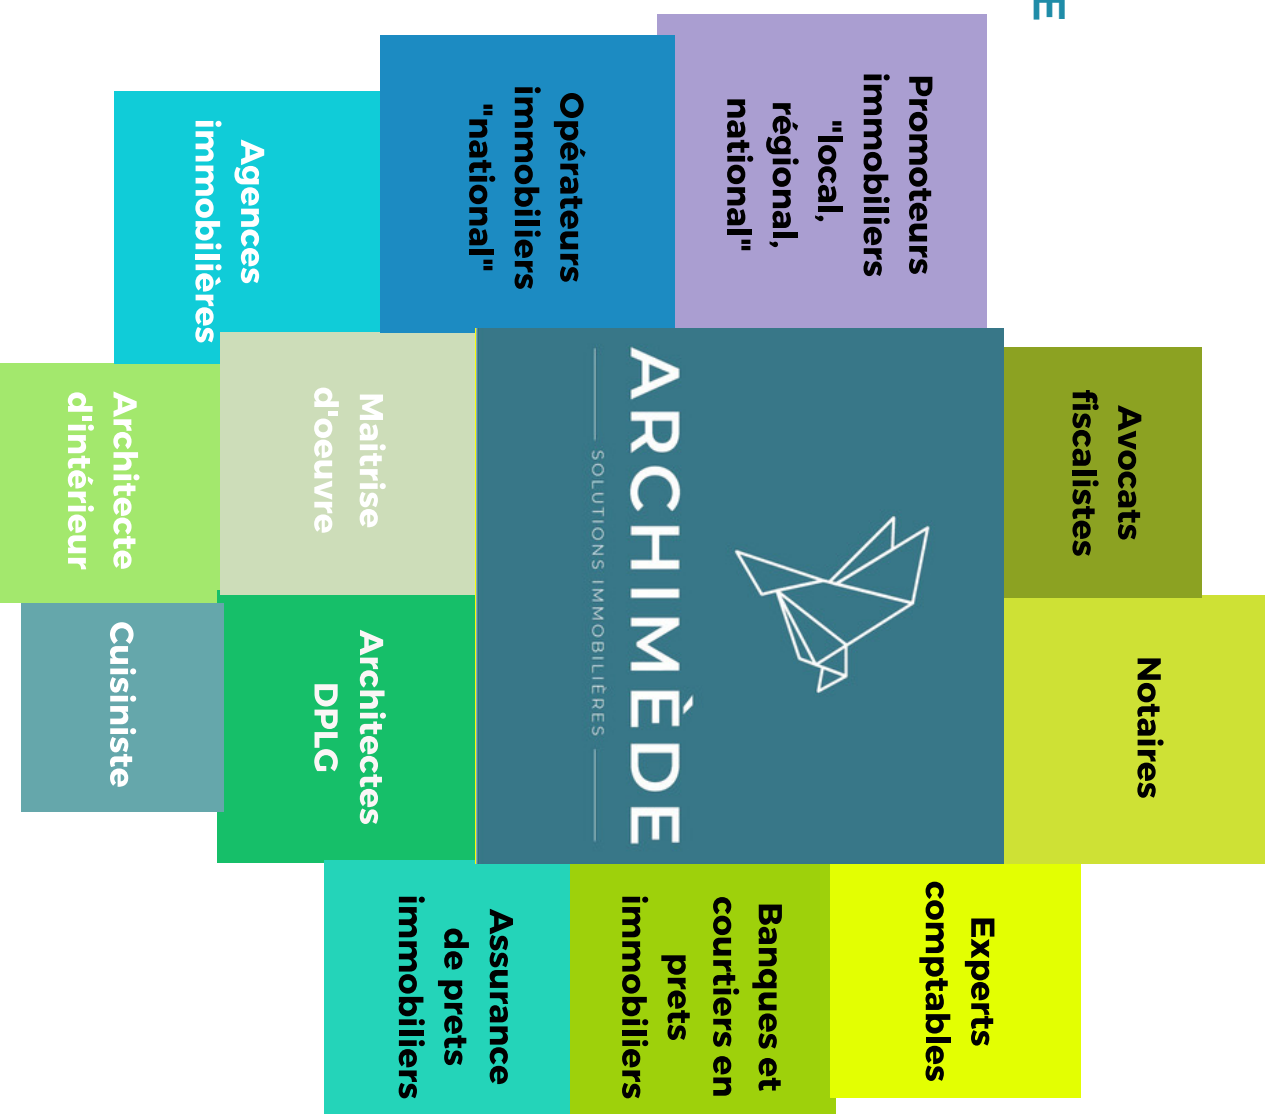 E
Avocats
fiscalistes
Notaires
Promoteurs
immobiliers
"local,
régional,
national"
Experts
comptables
ARCHIMÈDE
SOLUTIONS IMMOBILIÈRES
Opérateurs
immobiliers
"national"
Banques et
courtiers en
prets
immobiliers
Assurance
de prets
immobiliers
Agences
immobilières
Maitrise
d'oeuvre
Architectes
DPLG
Architecte
d'intérieur
Cuisiniste